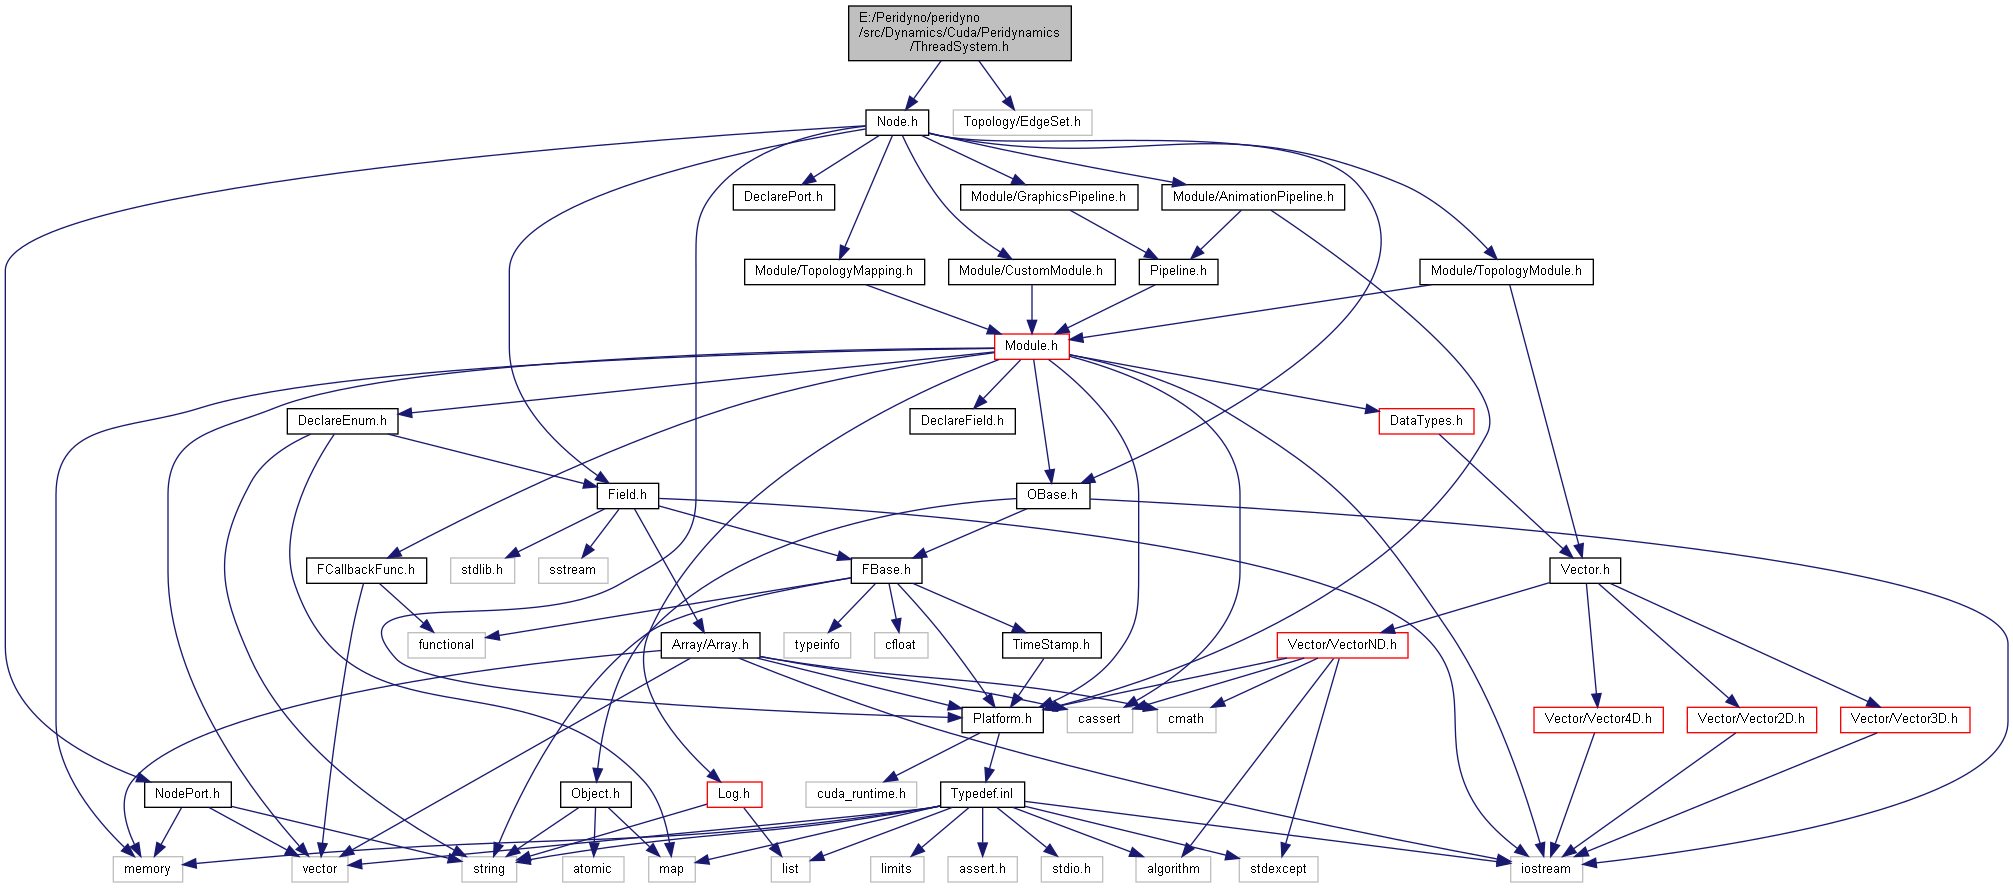 E:/Peridyno/peridyno
/src/Dynamics/Cuda/Peridynamics
/ThreadSystem.h
Node.h
Topology/EdgeSet.h
DeclarePort.h
Module/GraphicsPipeline.h
Module/AnimationPipeline.h
Module/TopologyMapping.h
Module/CustomModule.h
Pipeline.h
Module/TopologyModule.h
Module.h
DeclareEnum.h
DeclareField.h
DataTypes.h
Field.h
OBase.h
FCallbackFunc.h
stdlib.h
sstream
FBase.h
Vector.h
functional
Array/Array.h
typeinfo
cfloat
TimeStamp.h
Vector/VectorND.h
Platform.h
cassert
cmath
Vector/Vector4D.h
Vector/Vector2D.h
Vector/Vector3D.h
NodePort.h
Object.h
Log.h
cuda_runtime.h
Typedef.inl
memory
vector
string
atomic
map
list
limits
assert.h
stdio.h
algorithm
stdexcept
iostream